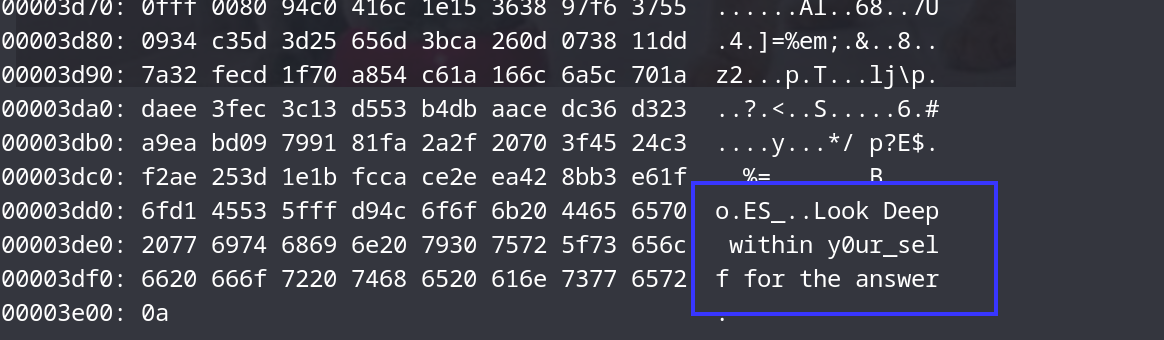 00003d70: 0fff 0080 94c0 416c 1e15 3638 97f6 3755 ......Al..68..7U
00003d80: 0934 c35d 3d25 656d 3bca 260d 0738 11dd .4.]=%em;.&..8..
00003d90: 7a32 fecd 1f70 a854 c61a 166c 6a5c 701a z2...p.T...lj\p.
00003da0: daee 3fec 3c13 d553 b4db aace dc36 d323 ..?.<..S.....6.#
00003db0: a9ea bd09 7991 81fa 2a2f 2070 3f45 24c3 ....y...*/ p?E$.
00003dc0: f2ae 253d 1e1b fcca ce2e ea42 8bb3 e61f %= B
00003dd0: 6fd1 4553 5fff d94c 6f6f 6b20 4465 6570 o.ES_..Look Deep
00003de0: 2077 6974 6869 6e20 7930 7572 5f73 656c within y0ur_sel
00003df0: 6620 666f 7220 7468 6520 616e 7377 6572 f for the answer
00003e00: 0a .